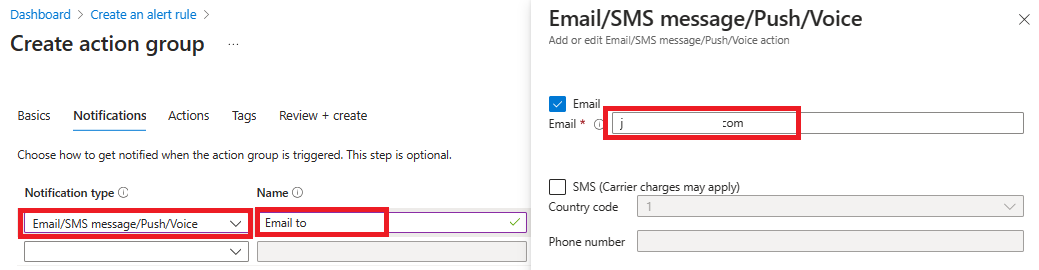 Dashboard > Create an alert rule >
Create action group ...
Basics Notifications Actions Tags Review + create
Choose how to get notified when the action group is triggered. This step is optional.
Notification type Name
Email/SMS message/Push/Voice Email to
Email/SMS message/Push/Voice
Add or edit Email/SMS message/Push/Voice action
Email
Email *
j .com
SMS (Carrier charges may apply)
Country code 1
Phone number